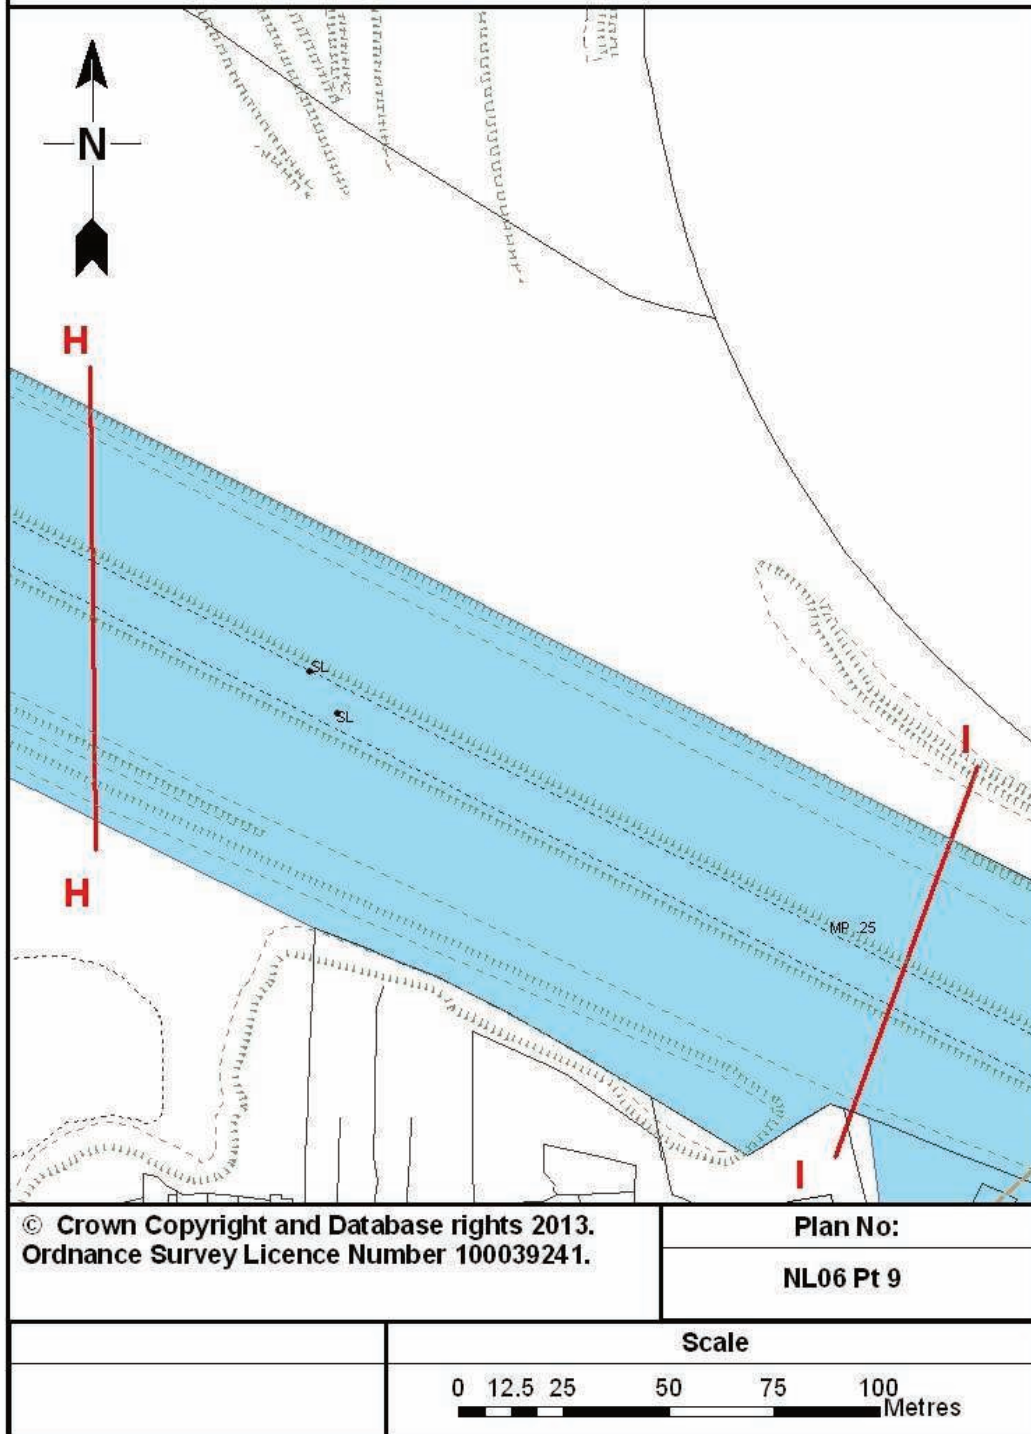 N
H
SL
SL
I
MP .25
H
I
© Crown Copyright and Database rights 2013.
Ordnance Survey Licence Number 100039241.
Plan No:
NL06 Pt 9
Scale
0 12.5 25 50 75 100
Metres